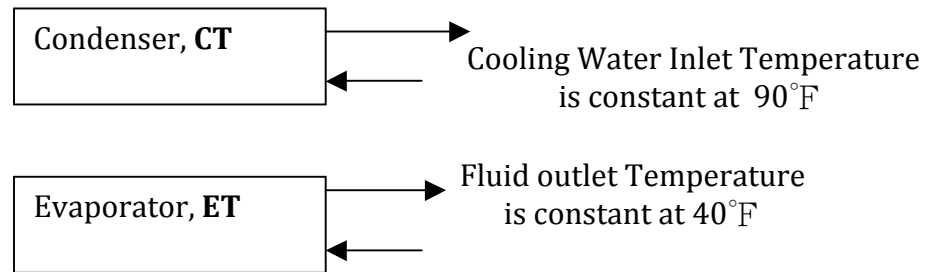 Condenser, CT
Cooling Water Inlet Temperature
is constant at 90°F
Evaporator, ET
Fluid outlet Temperature
is constant at 40°F